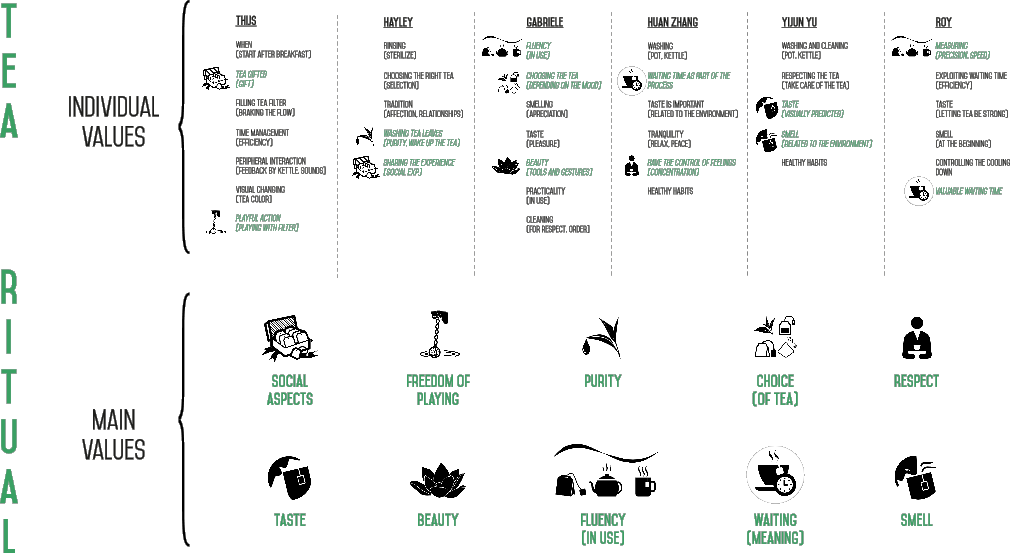 TEA
RITUAL
INDIVIDUAL
VALUES
THIJS
WHEN
(START AFTER BREAKFAST)
TEA GIFTED
(GIFT)
FILLING TEA FILTER
(BRAKING THE FLOW)
TIME MANAGEMENT
(EFFICIENCY)
PERIPHERAL INTERACTION
(FEEDBACK BY KETTLE. SOUNDS)
VISUAL CHANGING
(TEA COLOR)
PLAYFUL ACTION
(PLAYING WITH FILTER)
HAYLEY
RINSING
(STERILIZE)
CHOOSING THE RIGHT TEA
(SELECTION)
TRADITION
(AFFECTION, RELATIONSHIPS)
WASHING TEA LEAVES
(PURITY, WAKE UP THE TEA)
SHARING THE EXPERIENCE
(SOCIAL EXP.)
GABRIELE
FLUENCY
(IN USE)
CHOOSING THE TEA
(DEPENDING ON THE MOOD)
SMELLING
(APRECIATION)
TASTE
(PLEASURE)
BEAUTY
(TOOLS AND GESTURES)
PRACTICALITY
(IN USE)
CLEANING
(FOR RESPECT, ORDER)
HUAN ZHANG
WASHING
(POT, KETTLE)
WAITING TIME AS PART OF THE
PROCESS
TASTE IS IMPORTANT
(RELATED TO THE ENVIRONMENT)
TRANQUILITY
(RELAX, PEACE)
HAVE THE CONTROL OF FEELINGS
(CONCENTRATION)
HEALTHY HABITS
YIJUN YU
WASHING AND CLEANING
(POT, KETTLE)
RESPECTING THE TEA
(TAKE CARE OF THE TEA)
TASTE
(VISUALLY PREDICTED)
SMELL
(RELATED TO THE ENVIRONMENT)
HEALTHY HABITS
ROY
MEASURING
(PRECISION, SPEED)
EXPLOITING WAITING TIME
(EFFICIENCY)
TASTE
(LETTING TEA BE STRONG)
SMELL
(AT THE BEGINNING)
CONTROLLING THE COOLING
DOWN
VALUABLE WAITING TIME
MAIN
VALUES
SOCIAL
ASPECTS
FREEDOM OF
PLAYING
PURITY
CHOICE
(OF TEA)
RESPECT
TASTE
BEAUTY
FLUENCY
(IN USE)
WAITING
(MEANING)
SMELL